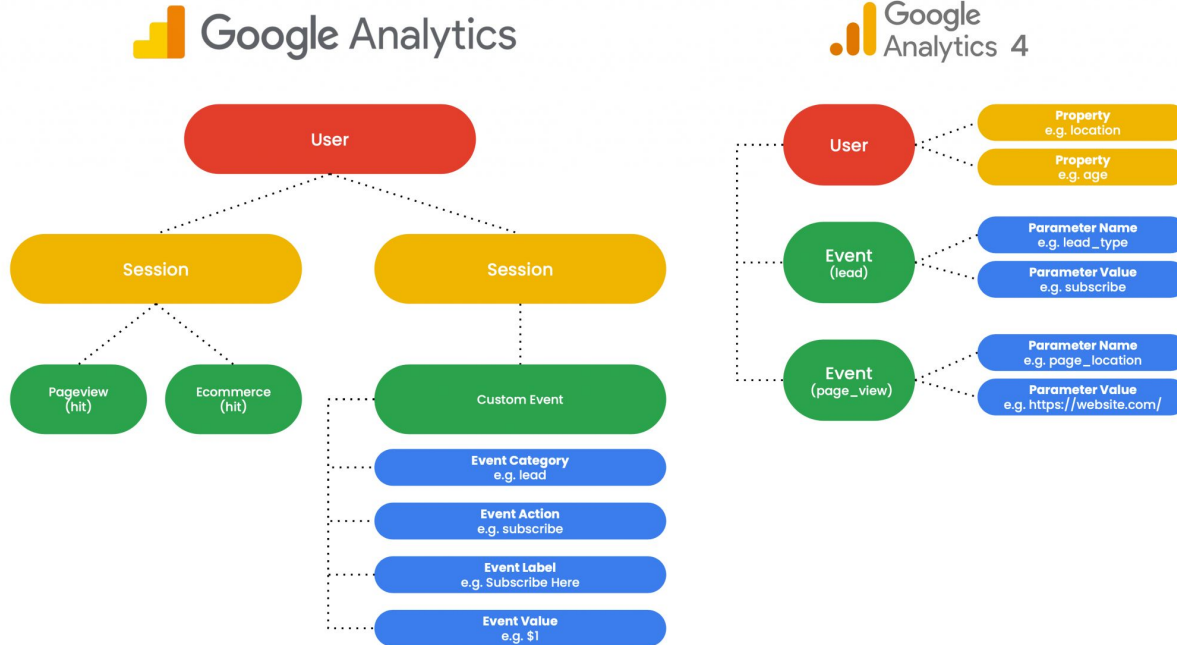 Google Analytics
User
Session
Session
Pageview
(hit)
Ecommerce
(hit)
Custom Event
Event Category
e.g. lead
Event Action
e.g. subscribe
Event Label
e.g. Subscribe Here
Event Value
e.g. $1
Google
Analytics 4
User
Property
e.g. location
Property
e.g. age
Event
(lead)
Parameter Name
e.g. lead_type
Parameter Value
e.g. subscribe
Event
(page_view)
Parameter Name
e.g. page_location
Parameter Value
e.g. https://website.com/